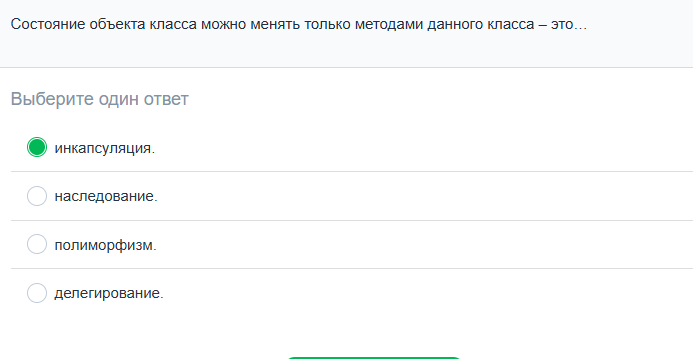 Состояние объекта класса можно менять только методами данного класса – это…
Выберите один ответ
инкапсуляция.
наследование.
полиморфизм.
делегирование.